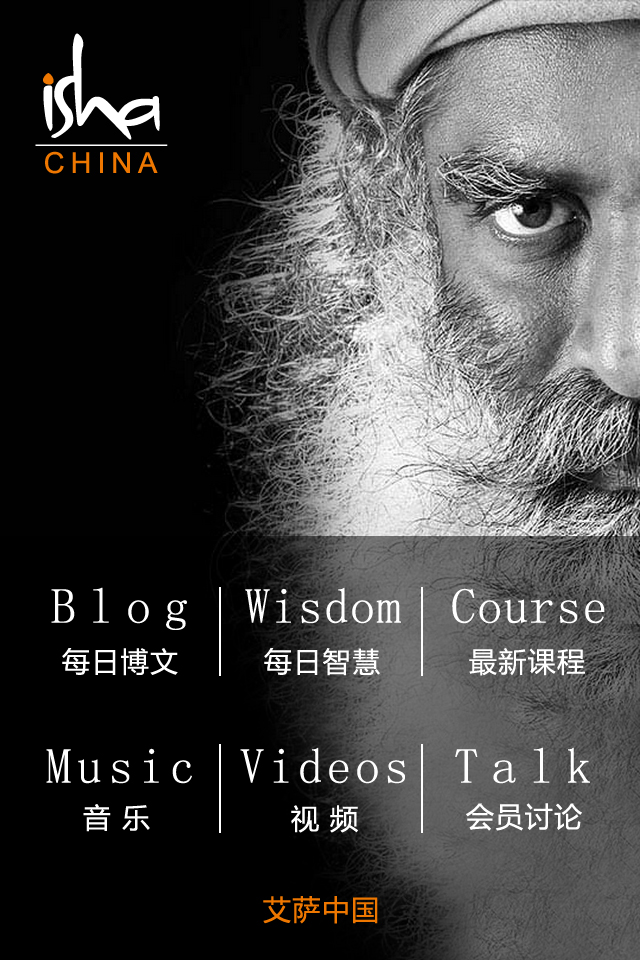 isha
CHINA
Blog Wisdom Course
每日博文 每日智慧 最新课程
Music Videos Talk
音乐 视频 会员讨论
艾萨中国